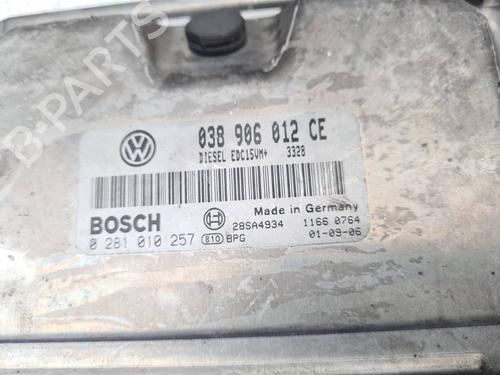 038 906 012 CE
DIESEL EDC15VM+ 3328
BOSCH
Made in Germany
28SA4934 1166 0764
0 281 010 257 810 BPG 01-09-06
B-PARTS